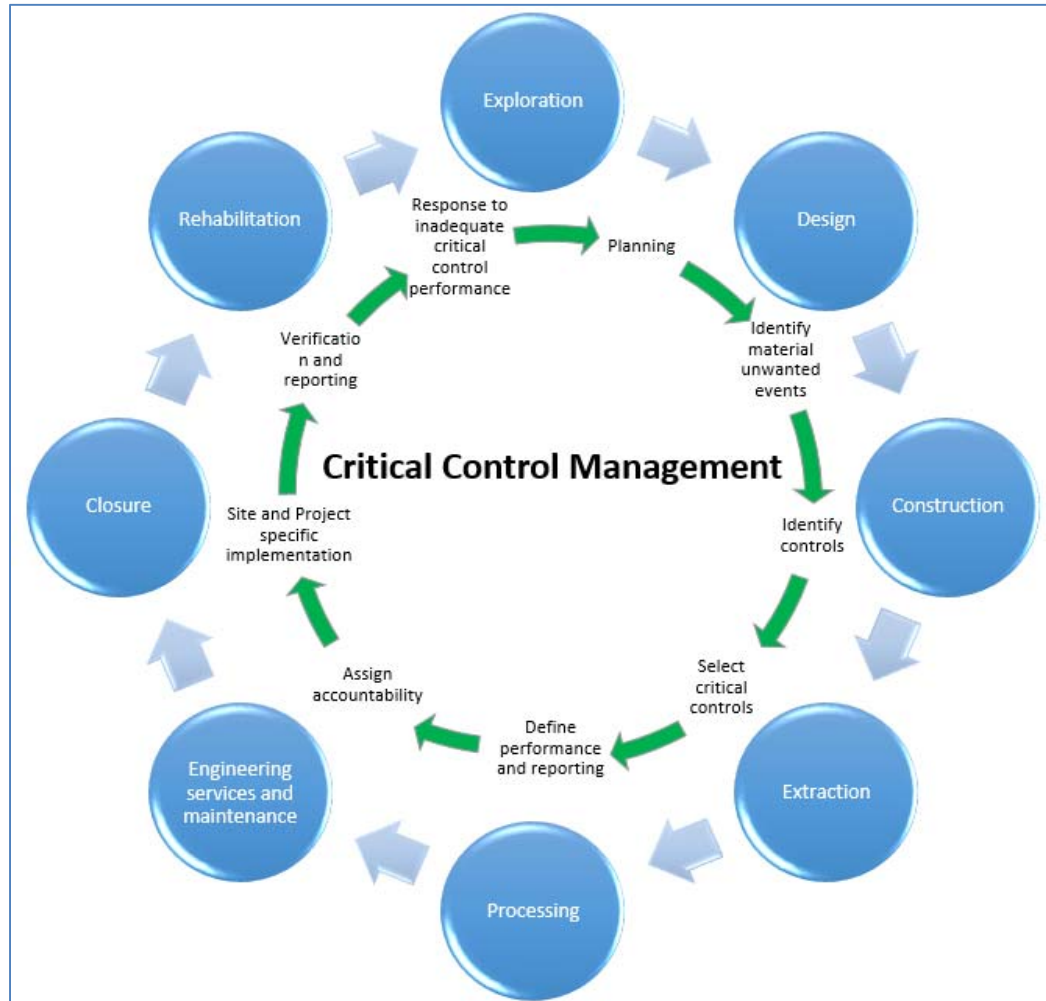 Exploration
Design
Construction
Extraction
Processing
Engineering
services and
maintenance
Closure
Rehabilitation
Response to
inadequate
critical
control
performance
Planning
Identify
material
unwanted
events
Identify
controls
Select
critical
controls
Define
performance
and reporting
Assign
accountability
Site and Project
specific
implementation
Verificatio
n and
reporting
Critical Control Management